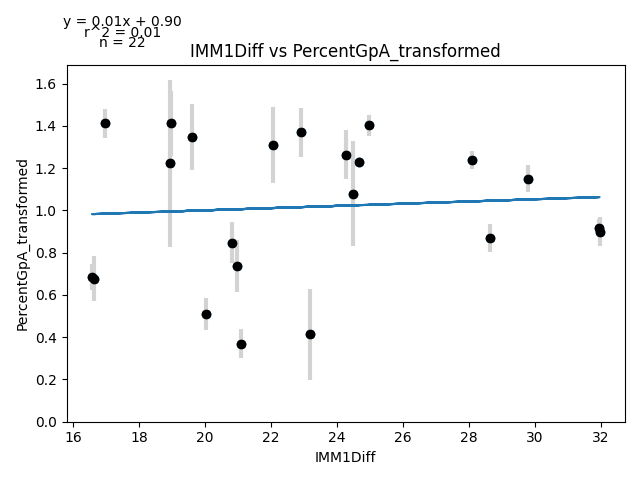 y = 0.01x + 0.90
r^2 = 0.01
n = 22
IMM1Diff vs PercentGpA_transformed
PercentGpA_transformed
1.6
1.4
1.2
1.0
0.8
0.6
0.4
0.2
0.0
16 18 20 22 24 26 28 30 32
IMM1Diff